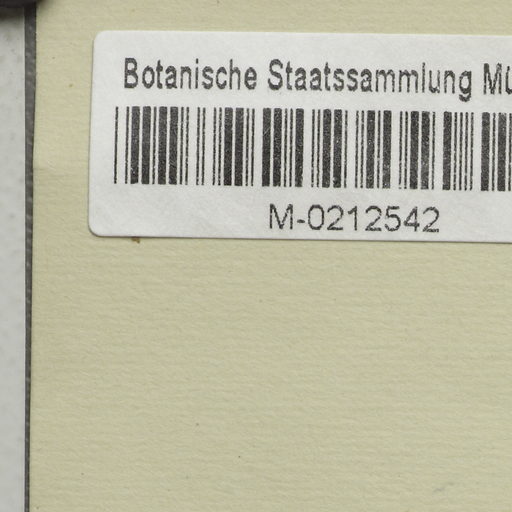 Botanische Staatssammlung Mü
M-0212542